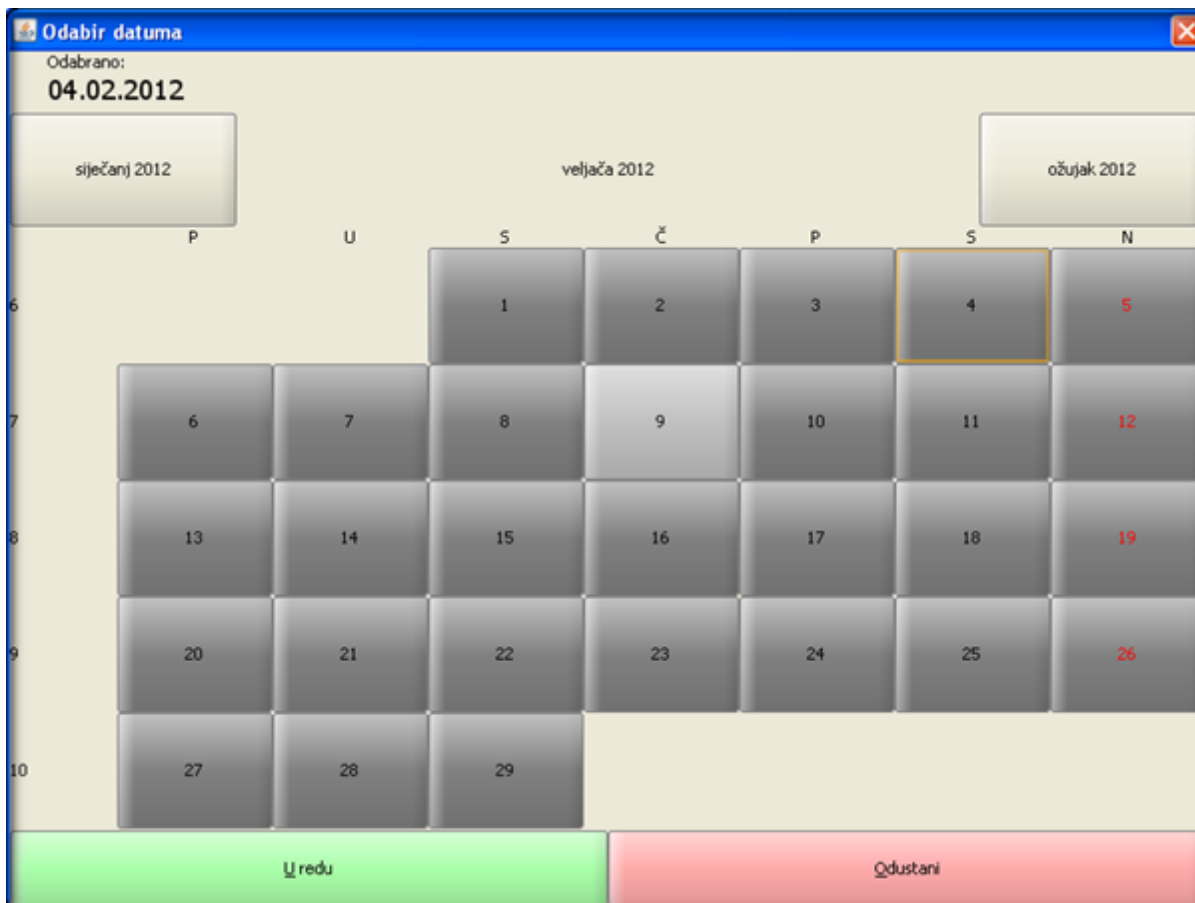 Odabir datuma
Odabrano:
04.02.2012
siječanj 2012 veljača 2012 ožujak 2012
P U S Č P S N
6 1 2 3 4 5
7 6 7 8 9 10 11 12
8 13 14 15 16 17 18 19
9 20 21 22 23 24 25 26
10 27 28 29
U redu Odustani